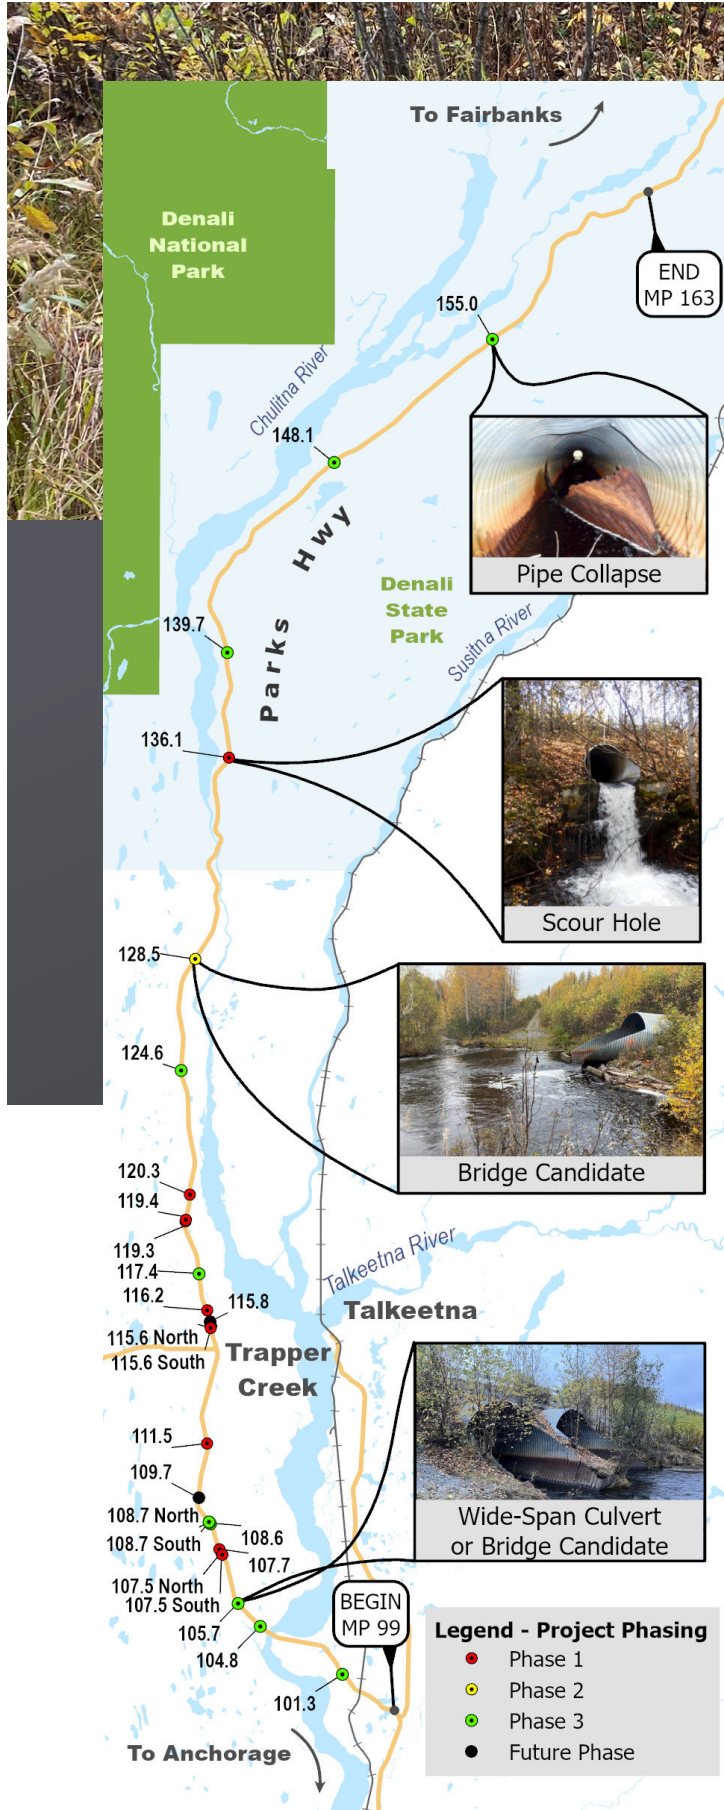 To Fairbanks
Denali
National
Park
END
MP 163
155.0
Chulitna River
148.1
Pipe Collapse
Parks Hwy
Denali
State
Park
139.7
Susitna River
136.1
Scour Hole
128.5
124.6
Bridge Candidate
120.3
119.4
119.3
117.4
116.2
115.8
115.6 North
115.6 South
Talkeetna River
Talkeetna
Trapper
Creek
111.5
109.7
108.7 North
108.7 South
108.6
107.7
107.5 North
107.5 South
Wide-Span Culvert
or Bridge Candidate
105.7
104.8
BEGIN
MP 99
101.3
To Anchorage
Legend - Project Phasing
Phase 1
Phase 2
Phase 3
Future Phase